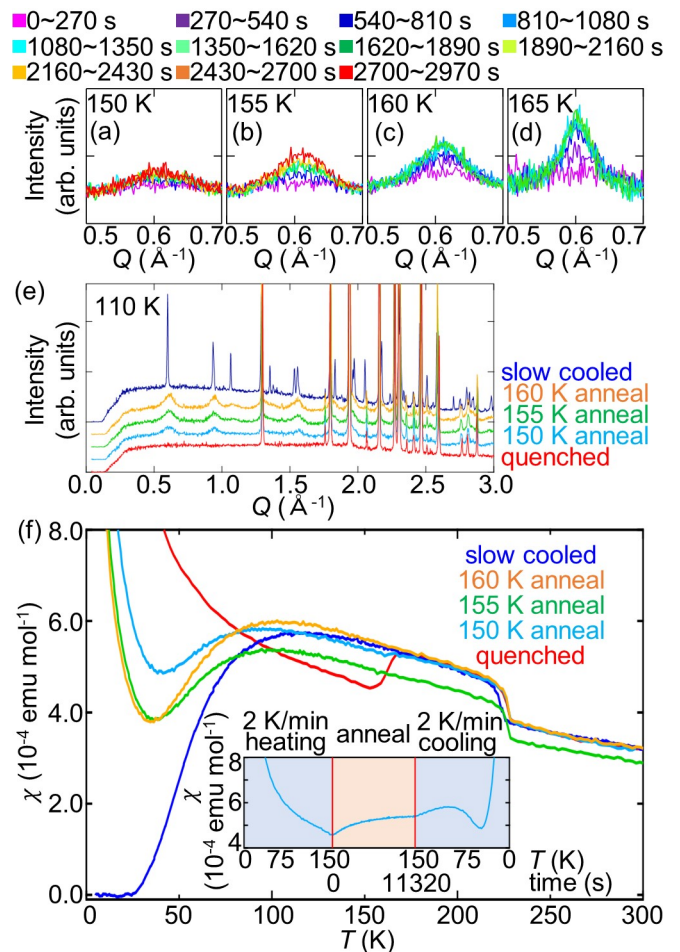 0~270 s 270~540 s 540~810 s 810~1080 s
1080~1350 s 1350~1620 s 1620~1890 s 1890~2160 s
2160~2430 s 2430~2700 s 2700~2970 s
Intensity
(arb. units)
150 K
(a)
155 K
(b)
160 K
(c)
165 K
(d)
0.5 0.6 0.7 0.5 0.6 0.7 0.5 0.6 0.7 0.5 0.6 0.7
Q (Å⁻¹) Q (Å⁻¹) Q (Å⁻¹) Q (Å⁻¹)
(e)
110 K
Intensity
(arb. units)
slow cooled
160 K anneal
155 K anneal
150 K anneal
quenched
0.0 0.5 1.0 1.5 2.0 2.5 3.0
Q (Å⁻¹)
(f)
8.0
6.0
4.0
2.0
0.0
χ (10⁻⁴ emu mol⁻¹)
slow cooled
160 K anneal
155 K anneal
150 K anneal
quenched
2 K/min
heating
anneal
2 K/min
cooling
χ
(10⁻⁴ emu mol⁻¹)
8
6
4
0 75 150 150 75 0 T (K)
0 11320 time (s)
0 50 100 150 200 250 300
T (K)